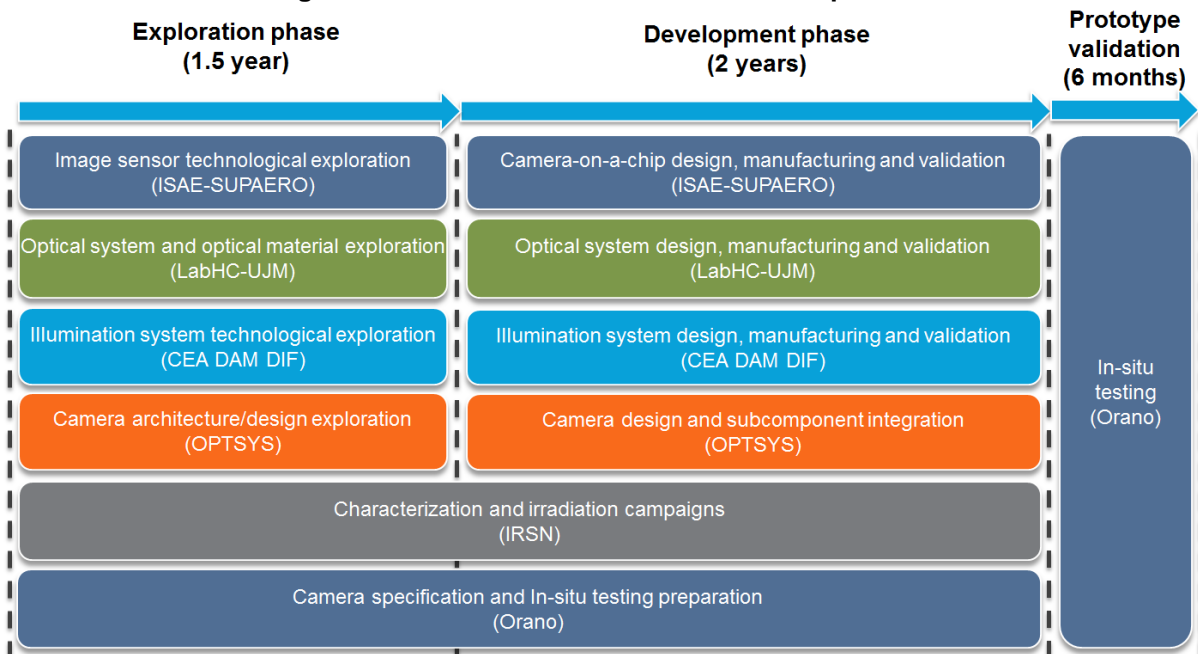 Exploration phase
(1.5 year)
Development phase
(2 years)
Prototype
validation
(6 months)
Image sensor technological exploration
(ISAE-SUPAERO)
Camera-on-a-chip design, manufacturing and validation
(ISAE-SUPAERO)
Optical system and optical material exploration
(LabHC-UJM)
Optical system design, manufacturing and validation
(LabHC-UJM)
Illumination system technological exploration
(CEA DAM DIF)
Illumination system design, manufacturing and validation
(CEA DAM DIF)
Camera architecture/design exploration
(OPTSYS)
Camera design and subcomponent integration
(OPTSYS)
Characterization and irradiation campaigns
(IRSN)
Camera specification and In-situ testing preparation
(Orano)
In-situ
testing
(Orano)